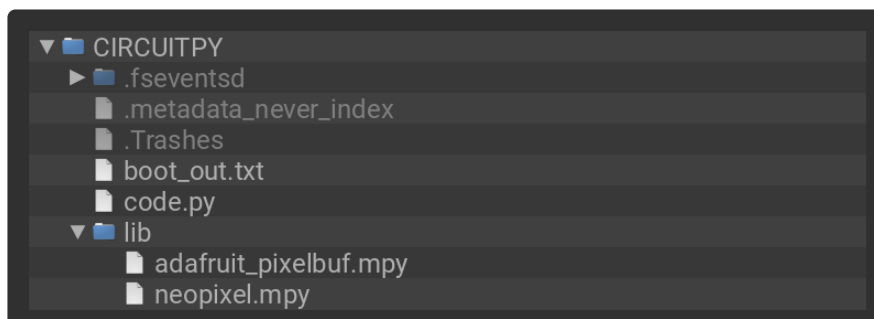 CIRCUITPY
.fseventsd
.metadata_never_index
.Trashes
boot_out.txt
code.py
lib
adafruit_pixelbuf.mpy
neopixel.mpy